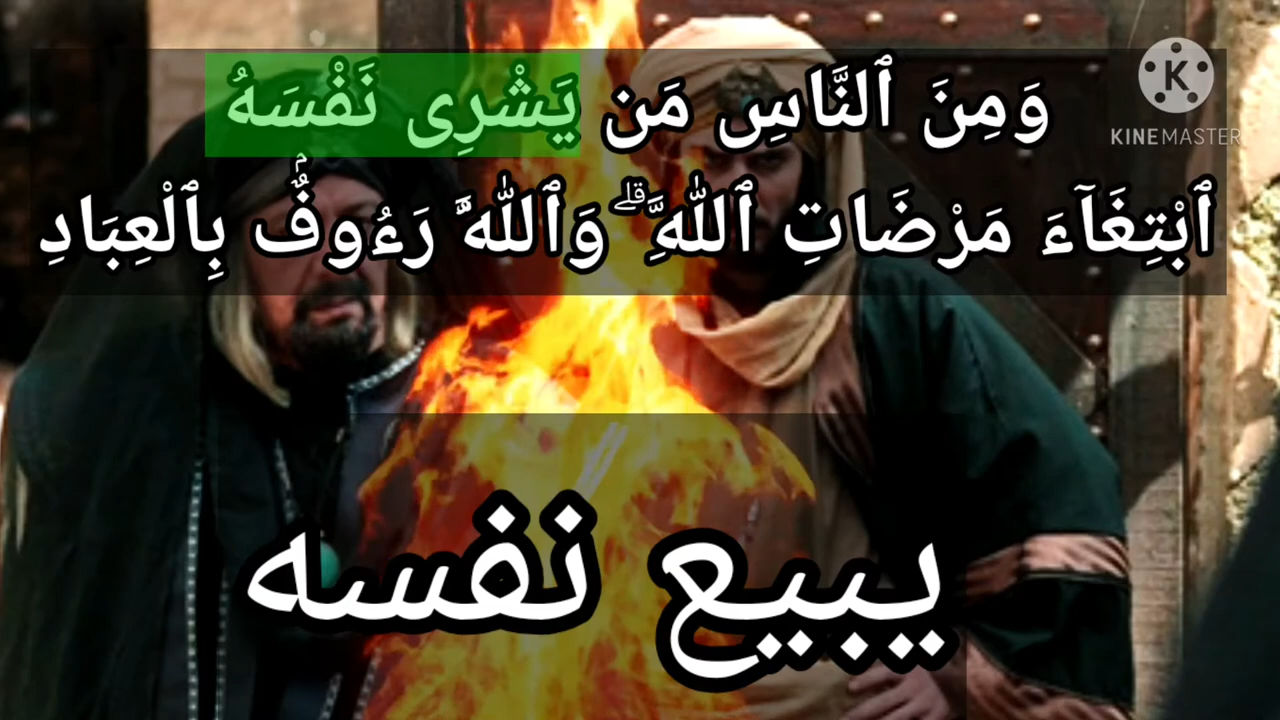 وَمِنَ ٱلنَّاسِ مَن يَشْرِى نَفْسَهُ
ٱبْتِغَآءَ مَرْضَاتِ ٱللَّهِ ۗ وَٱللَّهُ رَءُوفٌۢ بِٱلْعِبَادِ
يبيع نفسه
KINEMASTER